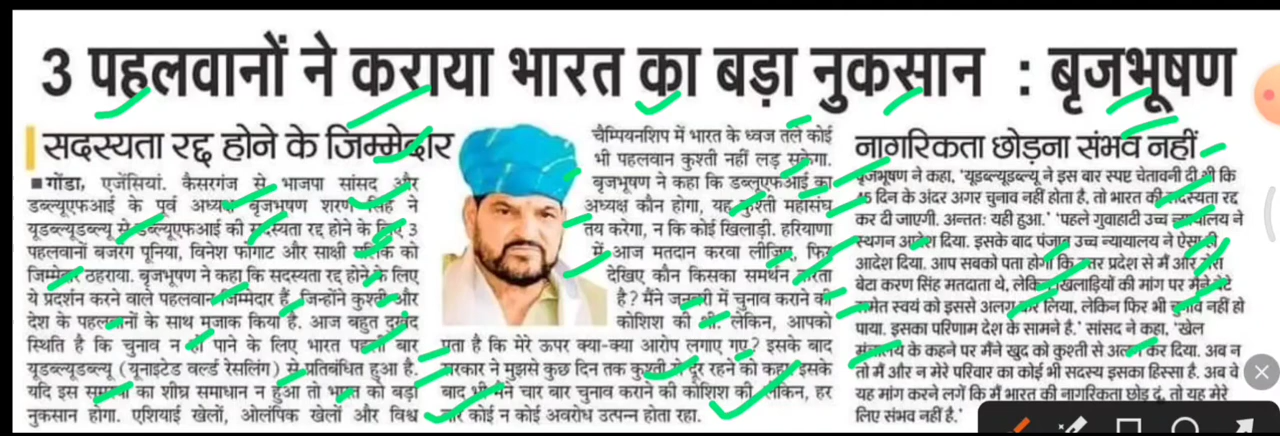 3 पहलवानों ने कराया भारत का बड़ा नुकसान : बृजभूषण
सदस्यता रद्द होने के जिम्मेदार
■ गोंडा, एजेंसियां. कैसरगंज से भाजपा सांसद और
डब्ल्यूएफआई के पूर्व अध्यक्ष बृजभूषण शरण सिंह ने
यूडब्ल्यूडब्ल्यू से डब्ल्यूएफआई की सदस्यता रद्द होने के लिए 3
पहलवानों बजरंग पूनिया, विनेश फोगाट और साक्षी मलिक को
जिम्मेदार ठहराया. बृजभूषण ने कहा कि सदस्यता रद्द होने के लिए
ये प्रदर्शन करने वाले पहलवान जिम्मेदार हैं, जिन्होंने कुश्ती और
देश के पहलवानों के साथ मजाक किया है. आज बहुत दुखद
स्थिति है कि चुनाव न हो पाने के लिए भारत पहली बार
यूडब्ल्यूडब्ल्यू (यूनाइटेड वर्ल्ड रेसलिंग) से प्रतिबंधित हुआ है.
यदि इस समस्या का शीघ्र समाधान न हुआ तो भारत को बड़ा
नुकसान होगा. एशियाई खेलों, ओलंपिक खेलों और विश्व
चैम्पियनशिप में भारत के ध्वज तले कोई
भी पहलवान कुश्ती नहीं लड़ सकेगा.
बृजभूषण ने कहा कि डब्लूएफआई का
अध्यक्ष कौन होगा, यह कुश्ती महासंघ
तय करेगा, न कि कोई खिलाड़ी. हरियाणा
में आज मतदान करवा लीजिए, फिर
देखिए कौन किसका समर्थन करता
है? मैंने जनवरी में चुनाव कराने की
कोशिश की थी. लेकिन, आपको
पता है कि मेरे ऊपर क्या-क्या आरोप लगाए गए? इसके बाद
सरकार ने मुझसे कुछ दिन तक कुश्ती से दूर रहने को कहा. इसके
बाद भी मैंने चार बार चुनाव कराने की कोशिश की. लेकिन, हर
बार कोई न कोई अवरोध उत्पन्न होता रहा.
नागरिकता छोड़ना संभव नहीं
बृजभूषण ने कहा, 'यूडब्ल्यूडब्ल्यू ने इस बार स्पष्ट चेतावनी दी थी कि
45 दिन के अंदर अगर चुनाव नहीं होता है, तो भारत की सदस्यता रद्द
कर दी जाएगी. अन्ततः यही हुआ.' 'पहले गुवाहाटी उच्च न्यायालय ने
स्थगन आदेश दिया. इसके बाद पंजाब उच्च न्यायालय ने ऐसा ही
आदेश दिया. आप सबको पता होगा कि उत्तर प्रदेश से मैं और मेरा
बेटा करण सिंह मतदाता थे, लेकिन खिलाड़ियों की मांग पर मैंने बेटे
समेत स्वयं को इससे अलग कर लिया, लेकिन फिर भी चुनाव नहीं हो
पाया. इसका परिणाम देश के सामने है.' सांसद ने कहा, 'खेल
मंत्रालय के कहने पर मैंने खुद को कुश्ती से अलग कर दिया. अब न
तो मैं और न मेरे परिवार का कोई भी सदस्य इसका हिस्सा है. अब वे
यह मांग करने लगें कि मैं भारत की नागरिकता छोड़ दूं, तो यह मेरे
लिए संभव नहीं है.'